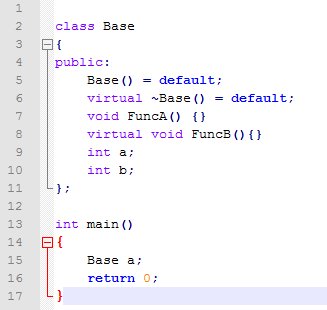 1
2 class Base
3 {
4 public:
5     Base() = default;
6     virtual ~Base() = default;
7     void FuncA() {}
8     virtual void FuncB(){}
9     int a;
10     int b;
11 };
12
13 int main()
14 {
15     Base a;
16     return 0;
17 }